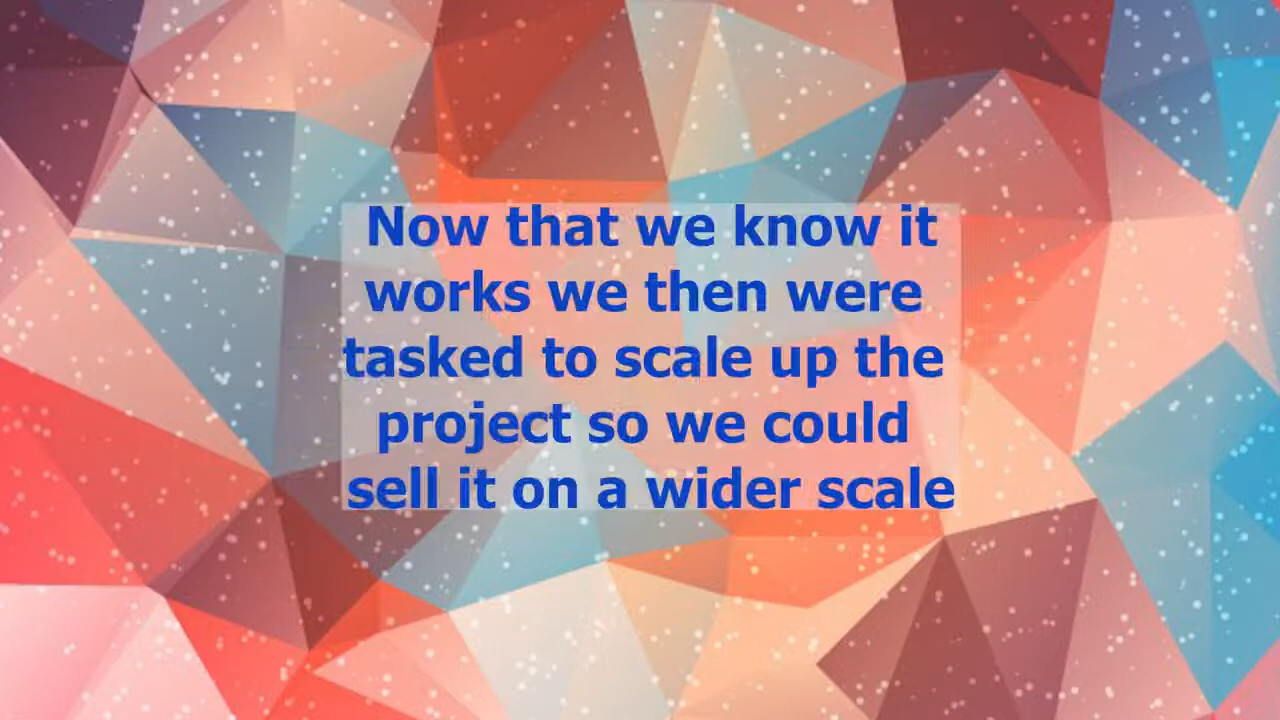 Now that we know it
works we then were
tasked to scale up the
project so we could
sell it on a wider scale